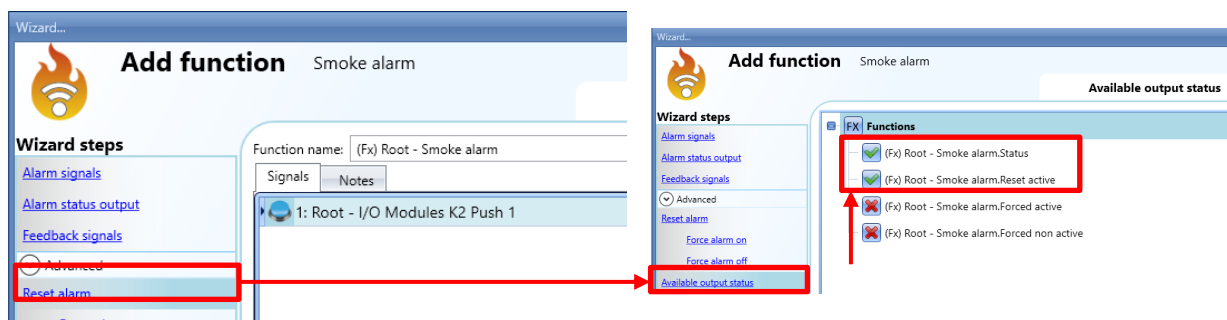 Wizard...
Add function Smoke alarm
Wizard steps
Alarm signals
Alarm status output
Feedback signals
Advanced
Reset alarm
Function name: (Fx) Root - Smoke alarm
Signals Notes
1: Root - I/O Modules K2 Push 1
Wizard...
Add function Smoke alarm
Available output status
Wizard steps
Alarm signals
Alarm status output
Feedback signals
Advanced
Reset alarm
Force alarm on
Force alarm off
Available output status
FX Functions
(Fx) Root - Smoke alarm.Status
(Fx) Root - Smoke alarm.Reset active
(Fx) Root - Smoke alarm.Forced active
(Fx) Root - Smoke alarm.Forced non active